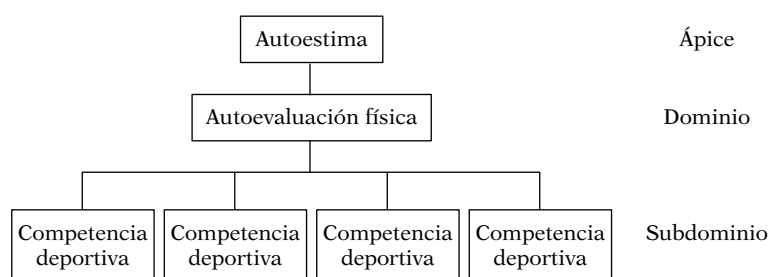 Autoestima
Ápice
Autoevaluación física
Dominio
Competencia
deportiva
Competencia
deportiva
Competencia
deportiva
Competencia
deportiva
Subdominio